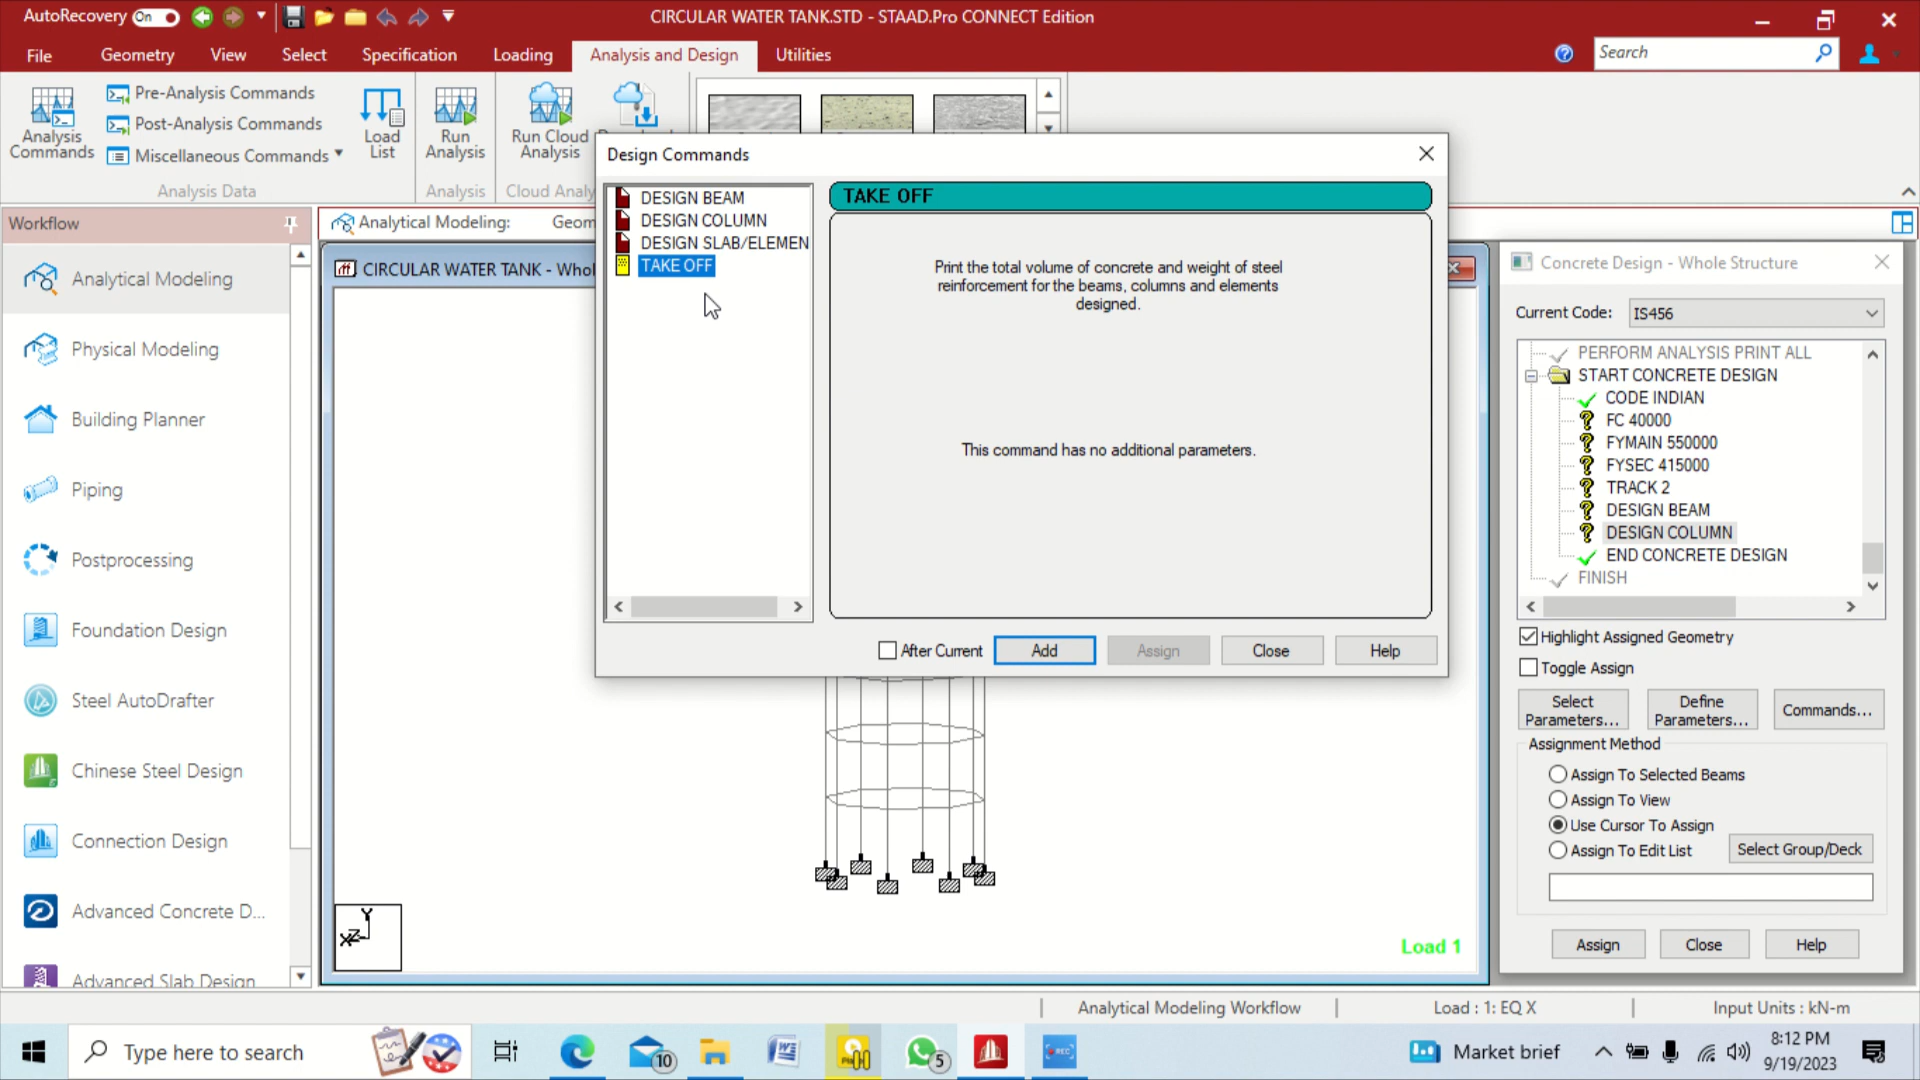 AutoRecovery On
CIRCULAR WATER TANK.STD - STAAD.Pro CONNECT Edition
File Geometry View Select Specification Loading Analysis and Design Utilities
Search
Analysis Commands
Pre-Analysis Commands
Post-Analysis Commands
Miscellaneous Commands
Load List
Run Analysis
Run Cloud Analysis
Analysis Data
Analysis
Cloud Analy
Workflow
Analytical Modeling
Physical Modeling
Building Planner
Piping
Postprocessing
Foundation Design
Steel AutoDrafter
Chinese Steel Design
Connection Design
Advanced Concrete D...
Advanced Slab Design
Analytical Modeling: Geom
CIRCULAR WATER TANK - Whol
Design Commands
DESIGN BEAM
DESIGN COLUMN
DESIGN SLAB/ELEMEN
TAKE OFF
TAKE OFF
Print the total volume of concrete and weight of steel
reinforcement for the beams, columns and elements
designed.
This command has no additional parameters.
After Current Add Assign Close Help
Y
X Z
Load 1
Concrete Design - Whole Structure
Current Code: IS456
PERFORM ANALYSIS PRINT ALL
START CONCRETE DESIGN
CODE INDIAN
FC 40000
FYMAIN 550000
FYSEC 415000
TRACK 2
DESIGN BEAM
DESIGN COLUMN
END CONCRETE DESIGN
FINISH
Highlight Assigned Geometry
Toggle Assign
Select Parameters...
Define Parameters...
Commands...
Assignment Method
Assign To Selected Beams
Assign To View
Use Cursor To Assign
Assign To Edit List
Select Group/Deck
Assign Close Help
Analytical Modeling Workflow Load : 1: EQ X Input Units : kN-m
Type here to search
10
5
REC
Market brief
8:12 PM
9/19/2023